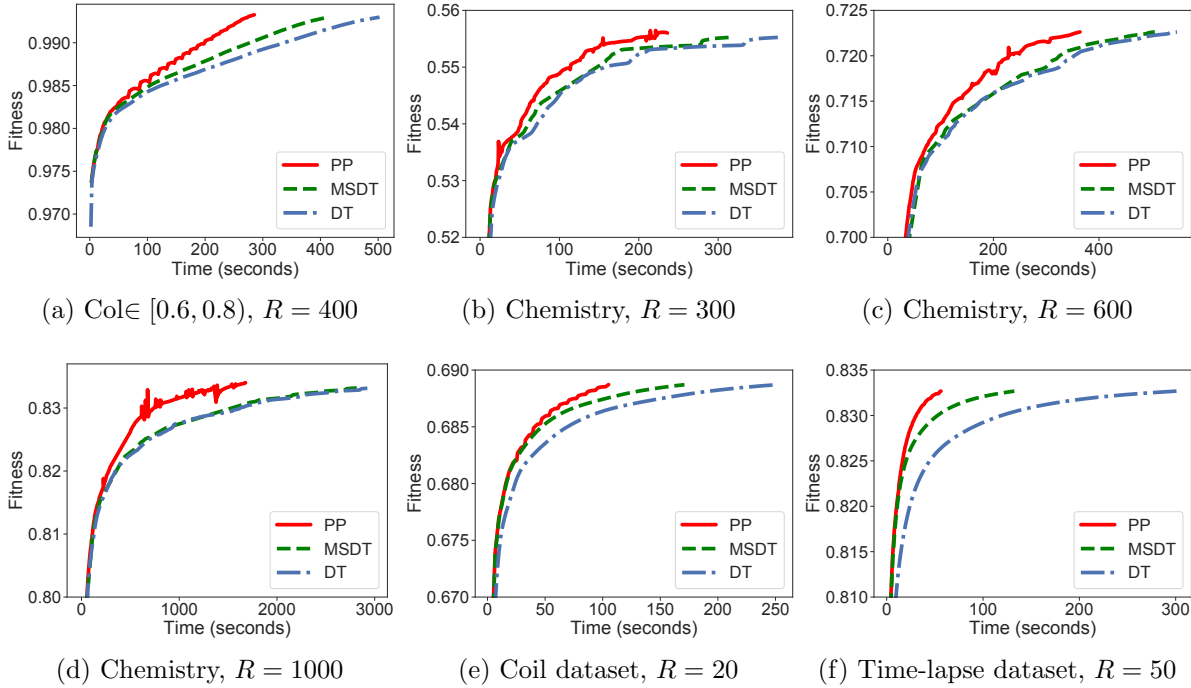 0.990
0.985
0.980
0.975
0.970
Fitness
0 100 200 300 400 500
Time (seconds)
PP
MSDT
DT
(a) Col∈ [0.6, 0.8), R = 400
0.56
0.55
0.54
0.53
0.52
Fitness
0 100 200 300
Time (seconds)
PP
MSDT
DT
(b) Chemistry, R = 300
0.725
0.720
0.715
0.710
0.705
0.700
Fitness
0 200 400
Time (seconds)
PP
MSDT
DT
(c) Chemistry, R = 600
0.83
0.82
0.81
0.80
Fitness
0 1000 2000 3000
Time (seconds)
PP
MSDT
DT
(d) Chemistry, R = 1000
0.690
0.685
0.680
0.675
0.670
Fitness
0 50 100 150 200 250
Time (seconds)
PP
MSDT
DT
(e) Coil dataset, R = 20
0.835
0.830
0.825
0.820
0.815
0.810
Fitness
0 100 200 300
Time (seconds)
PP
MSDT
DT
(f) Time-lapse dataset, R = 50